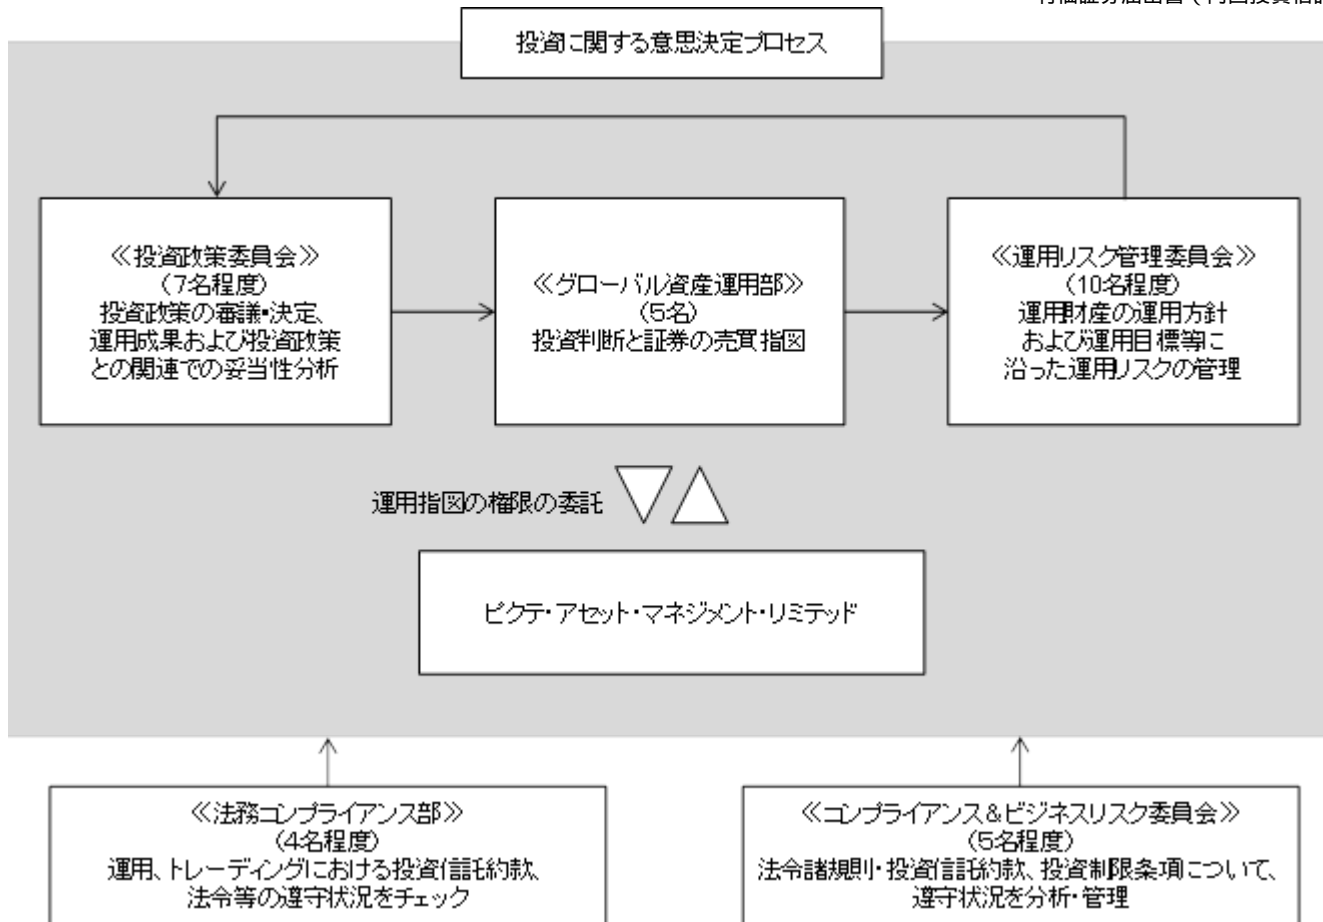 投資に関する意思決定プロセス
≪投資政策委員会≫
(7名程度)
投資政策の審議・決定、
運用成果および投資政策
との関連での妥当性分析
≪グローバル資産運用部≫
(5名)
投資判断と証券の売買指図
≪運用リスク管理委員会≫
(10名程度)
運用財産の運用方針
および運用目標等に
沿った運用リスクの管理
運用指図の権限の委託
ピクテ・アセット・マネジメント・リミテッド
≪法務コンプライアンス部≫
(4名程度)
運用、トレーディングにおける投資信託約款、
法令等の遵守状況をチェック
≪コンプライアンス&ビジネスリスク委員会≫
(5名程度)
法令諸規則・投資信託約款、投資制限条項について、
遵守状況を分析・管理